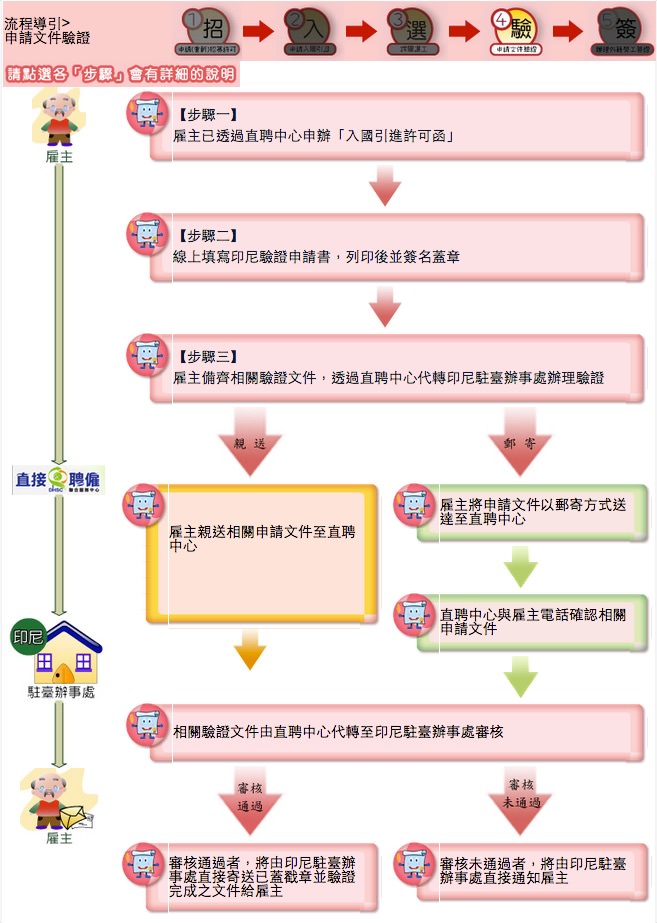 流程導引>
申請文件驗證
1 招
申請(重新)招募許可
2 入
申請入國引進
3 選
跨國選工
4 驗
申請文件驗證
5 簽
請點選各「步驟」會有詳細的說明
雇主
【步驟一】
雇主已透過直聘中心申辦「入國引進許可函」
【步驟二】
線上填寫印尼驗證申請書，列印後並簽名蓋章
【步驟三】
雇主備齊相關驗證文件，透過直聘中心代轉印尼駐臺辦事處辦理驗證
親 送
郵 寄
直接聘僱
DHSC 聯合服務中心
雇主親送相關申請文件至直聘
中心
雇主將申請文件以郵寄方式送
達至直聘中心
直聘中心與雇主電話確認相關
申請文件
印尼
駐臺辦事處
相關驗證文件由直聘中心代轉至印尼駐臺辦事處審核
審核
通過
審核
未通過
雇主
審核通過者，將由印尼駐臺辦
事處直接寄送已蓋戳章並驗證
完成之文件給雇主
審核未通過者，將由印尼駐臺
辦事處直接通知雇主